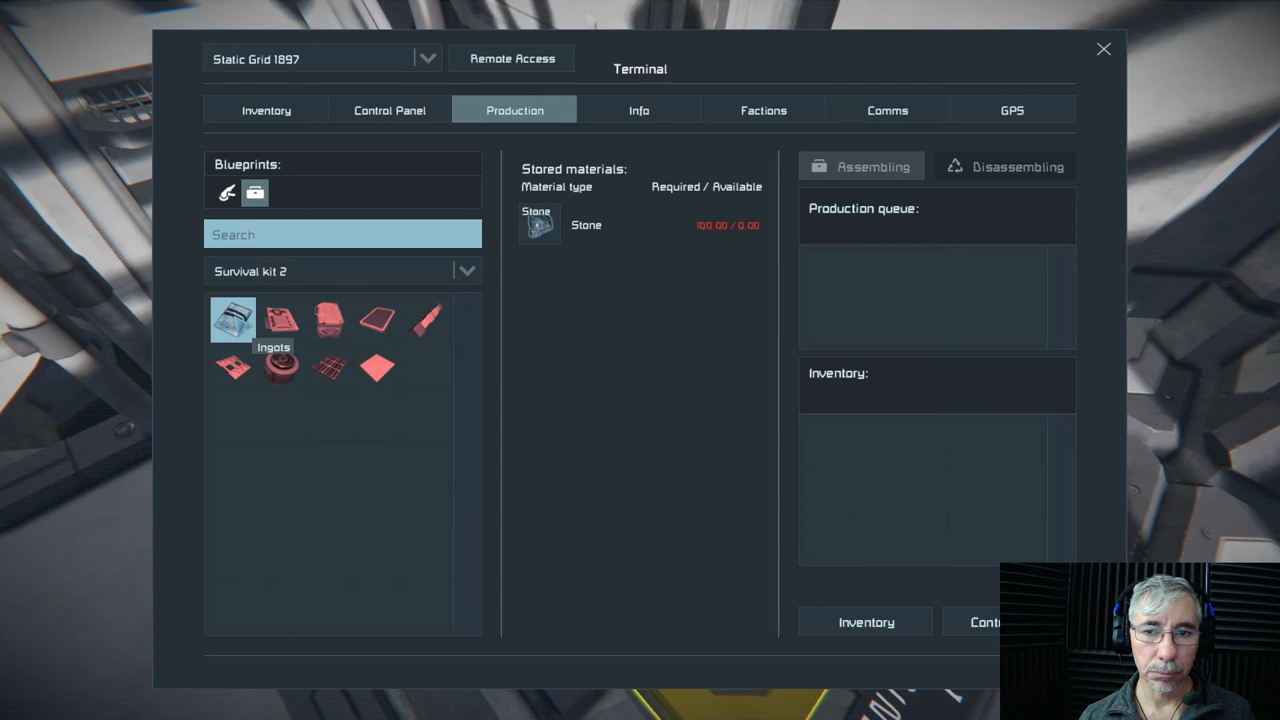 Static Grid 1897
Remote Access
Terminal
Inventory
Control Panel
Production
Info
Factions
Comms
GPS
Blueprints:
Search
Survival kit 2
Ingots
Stored materials:
Material type
Required / Available
Stone
Stone
100.00 / 0.00
Assembling
Disassembling
Production queue:
Inventory:
Inventory